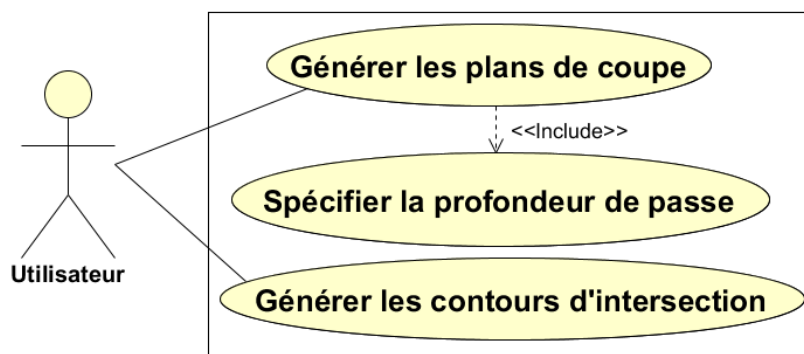 Générer les plans de coupe
<<Include>>
Spécifier la profondeur de passe
Utilisateur
Générer les contours d'intersection